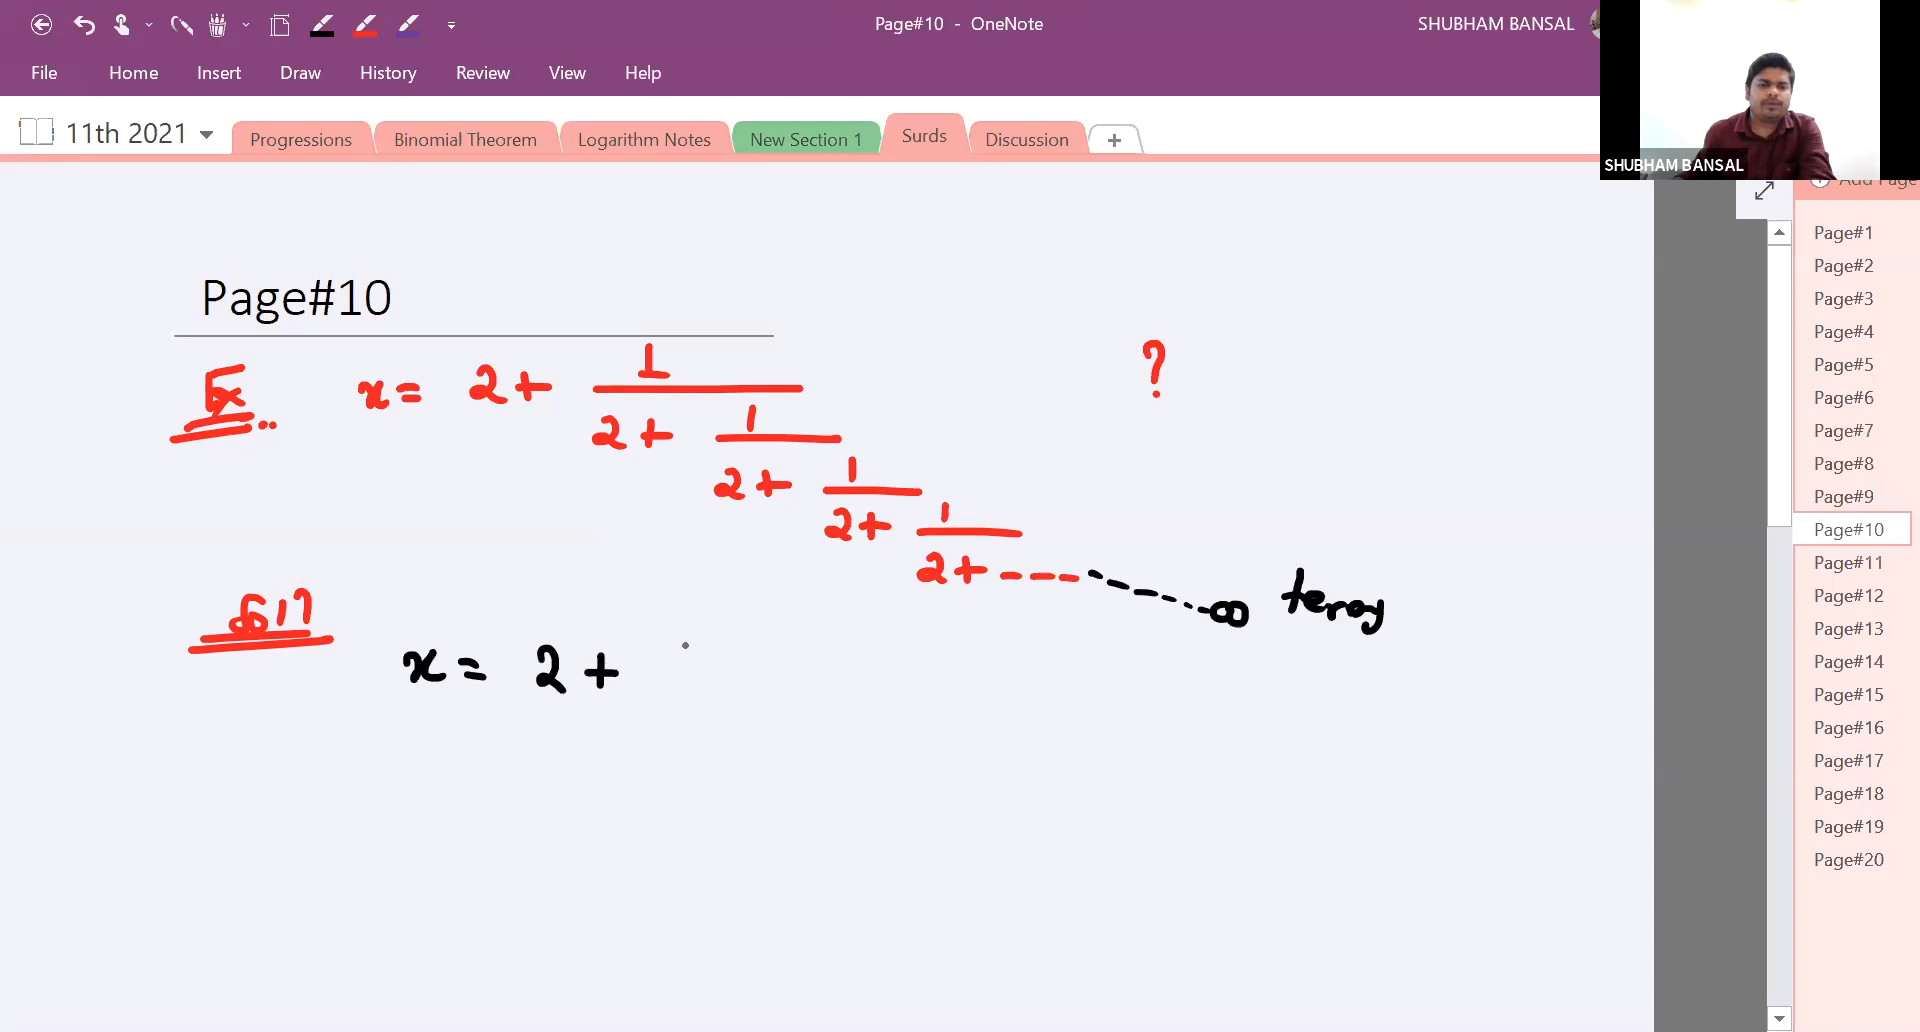 Page#10 - OneNote
SHUBHAM BANSAL
File Home Insert Draw History Review View Help
11th 2021
Progressions Binomial Theorem Logarithm Notes New Section 1 Surds Discussion +
SHUBHAM BANSAL
Add Page
Page#1
Page#2
Page#3
Page#4
Page#5
Page#6
Page#7
Page#8
Page#9
Page#10
Page#11
Page#12
Page#13
Page#14
Page#15
Page#16
Page#17
Page#18
Page#19
Page#20
Page#10
Ex..
x = 2 + 1
?
2 + 1
2 + 1
2 + 1
2 + ---- ------ ∞
x = 2 +